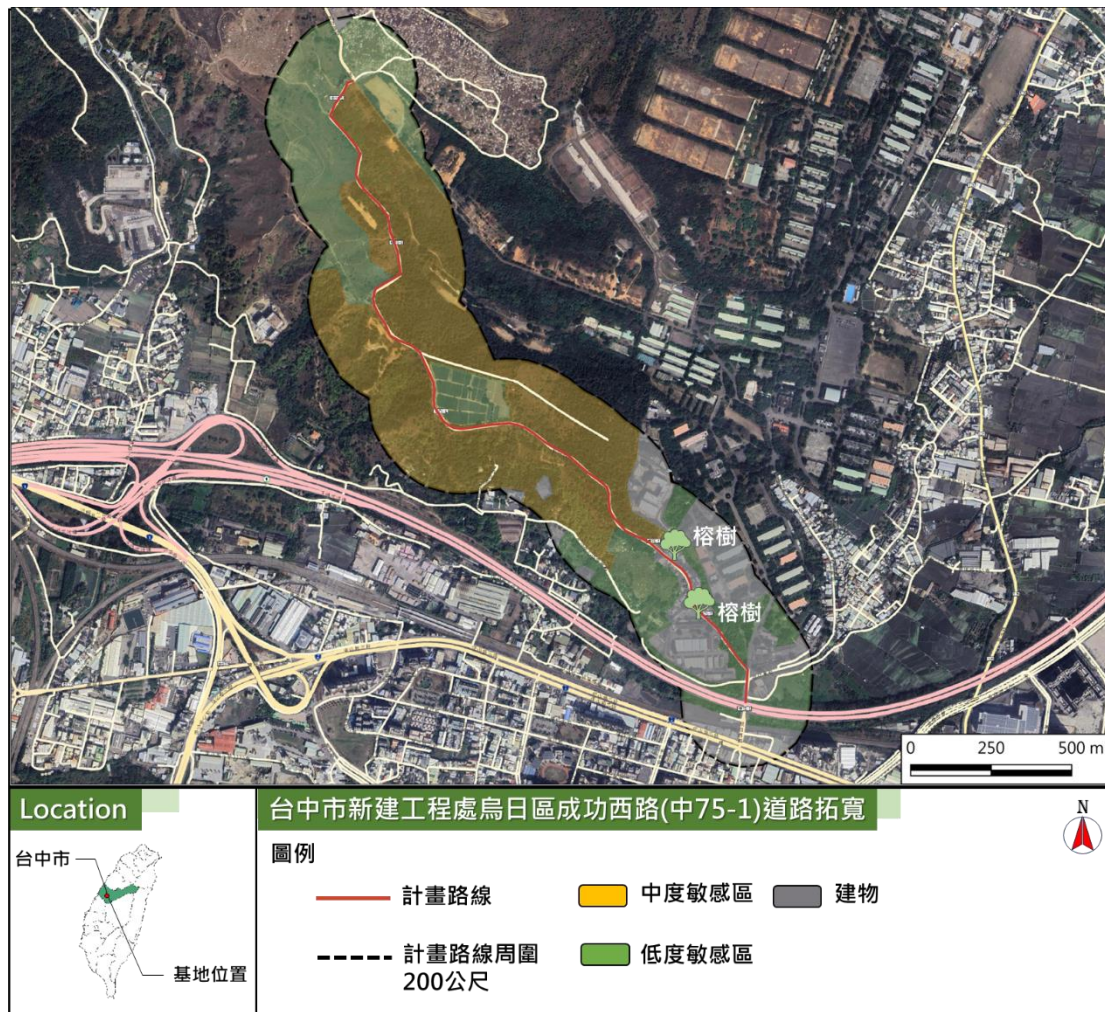 榕樹
榕樹
0 250 500 m
Location
台中市
基地位置
台中市新建工程處烏日區成功西路(中75-1)道路拓寬
圖例
計畫路線
計畫路線周圍
200公尺
中度敏感區
低度敏感區
建物
N